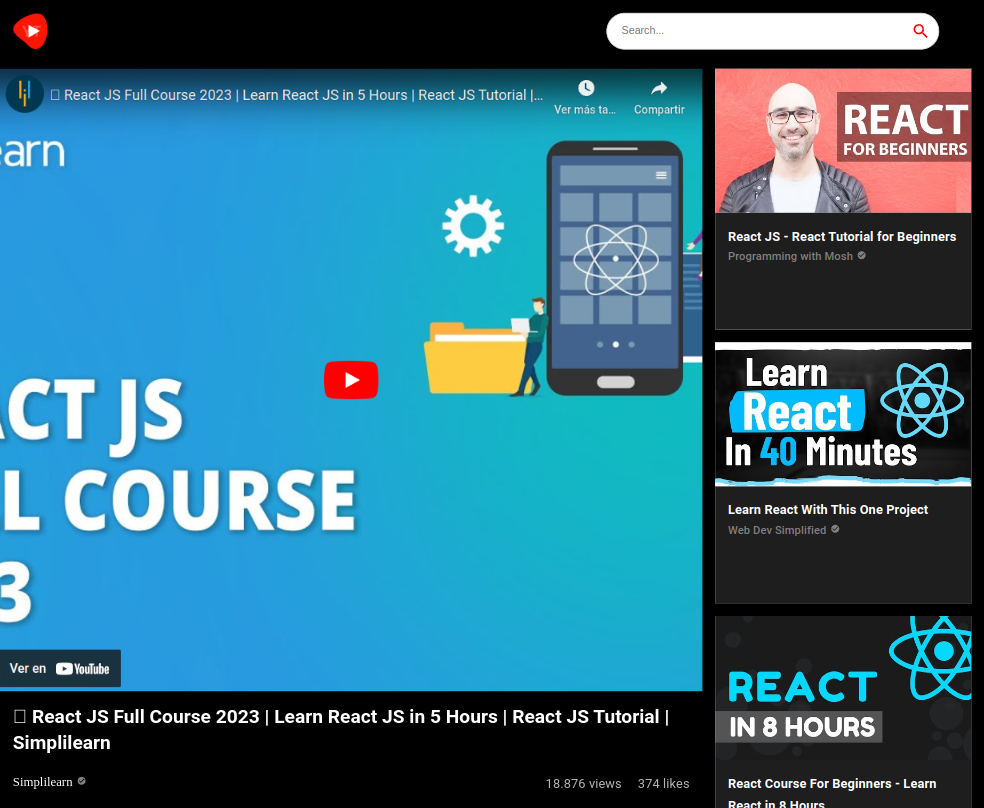 Search...
React JS Full Course 2023 | Learn React JS in 5 Hours | React JS Tutorial |...
Ver más ta...
Compartir
earn
ACT JS
L COURSE
3
Ver en YouTube
React JS Full Course 2023 | Learn React JS in 5 Hours | React JS Tutorial |
Simplilearn
Simplilearn
18.876 views 374 likes
REACT
FOR BEGINNERS
React JS - React Tutorial for Beginners
Programming with Mosh
Learn
React
In 40 Minutes
Learn React With This One Project
Web Dev Simplified
REACT
IN 8 HOURS
React Course For Beginners - Learn
React in 8 Hours